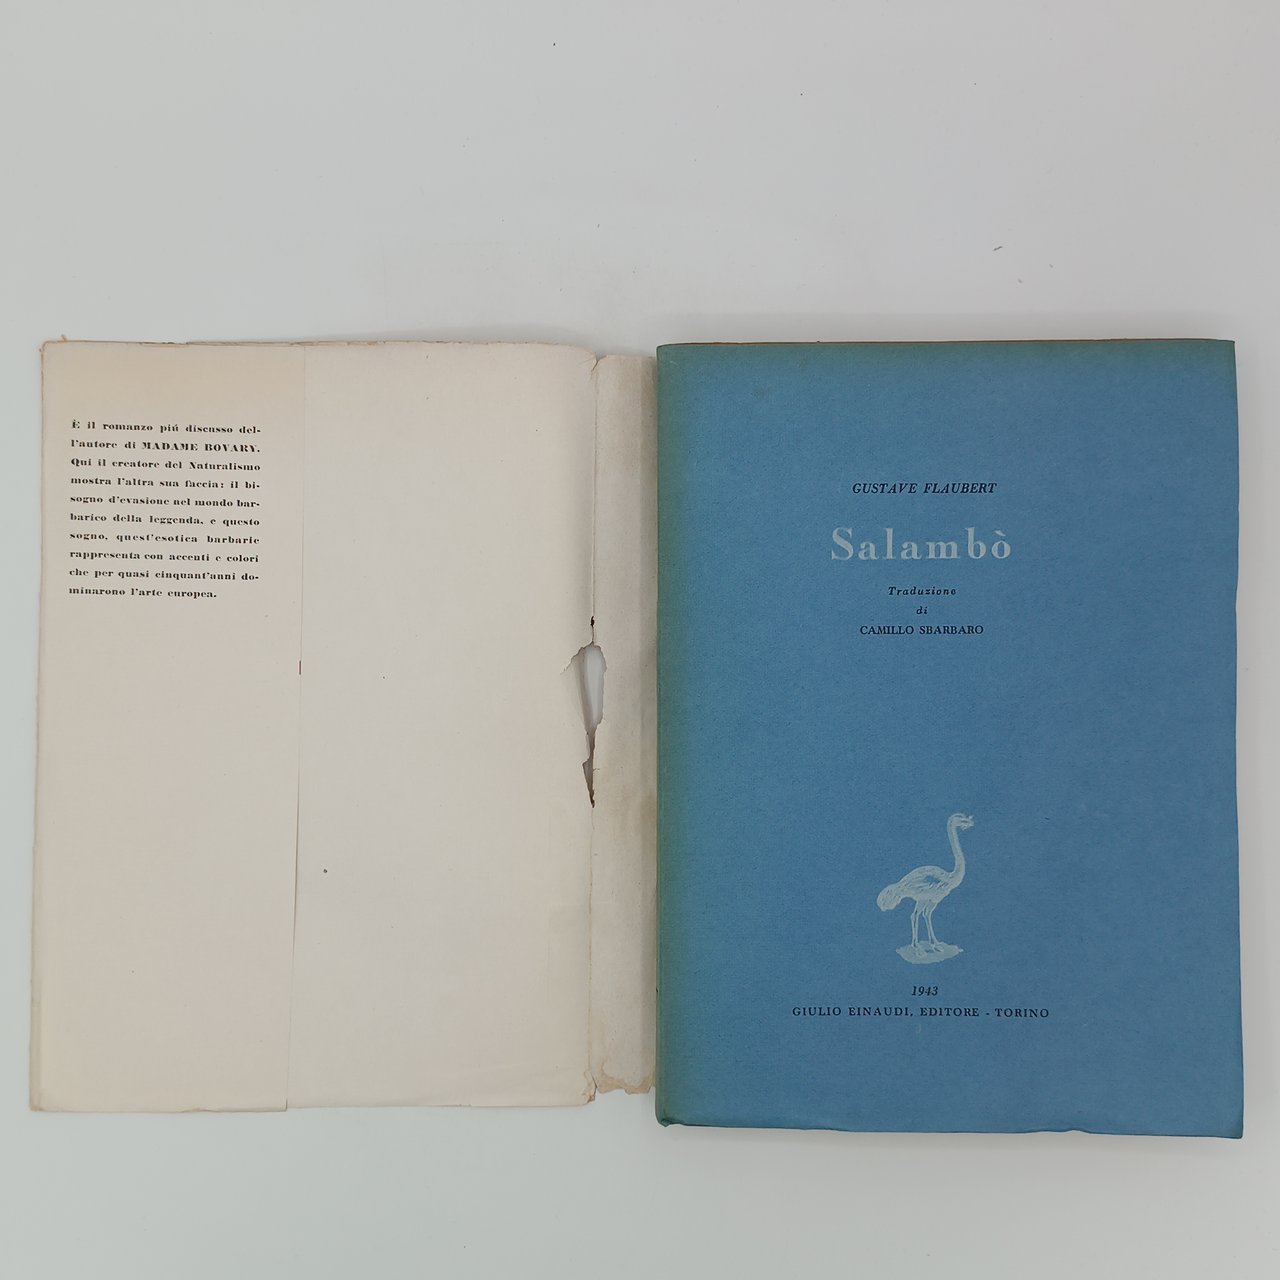 È il romanzo piú discusso del-
l'autore di MADAME BOVARY.
Qui il creatore del Naturalismo
mostra l'altra sua faccia: il bi-
sogno d'evasione nel mondo bar-
barico della leggenda, e questo
sogno, quest'esotica barbarie
rappresenta con accenti e colori
che per quasi cinquant'anni do-
minarono l'arte europea.
GUSTAVE FLAUBERT
Salambò
Traduzione
di
CAMILLO SBARBARO
1943
GIULIO EINAUDI, EDITORE - TORINO